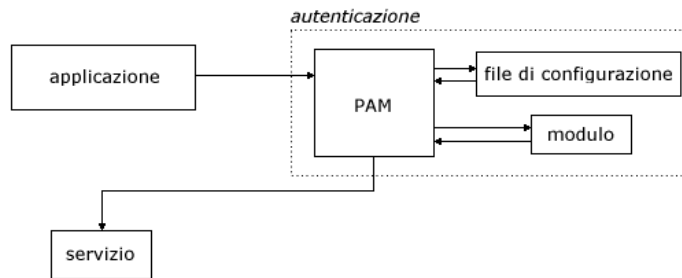 autenticazione
applicazione
PAM
file di configurazione
modulo
servizio